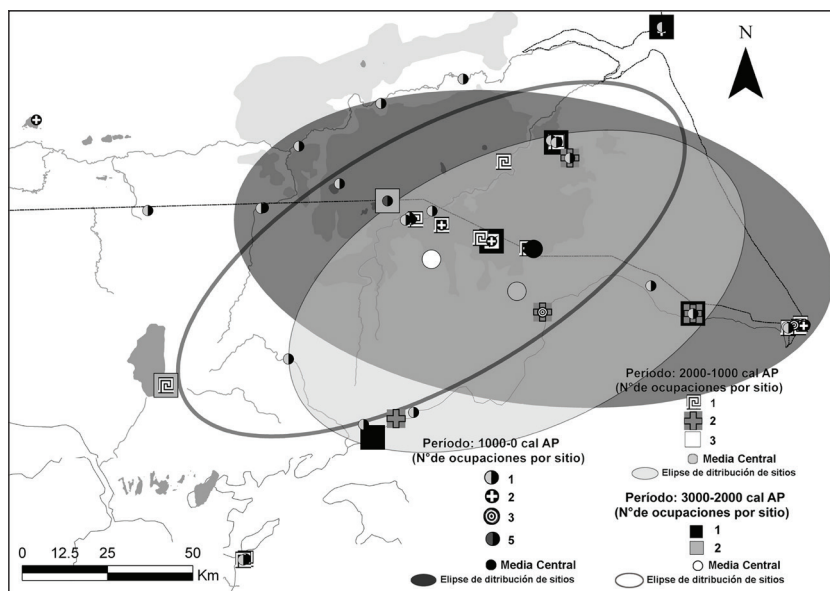 N
Periodo: 2000-1000 cal AP
(N°de ocupaciones por sitio)
1
2
3
Media Central
Elipse de ditribución de sitios
Período: 1000-0 cal AP
(N°de ocupaciones por sitio)
1
2
3
5
Media Central
Elipse de ditribución de sitios
Período: 3000-2000 cal AP
(N°de ocupaciones por sitio)
1
2
Media Central
Elipse de ditribución de sitios
0 12.5 25 50
Km